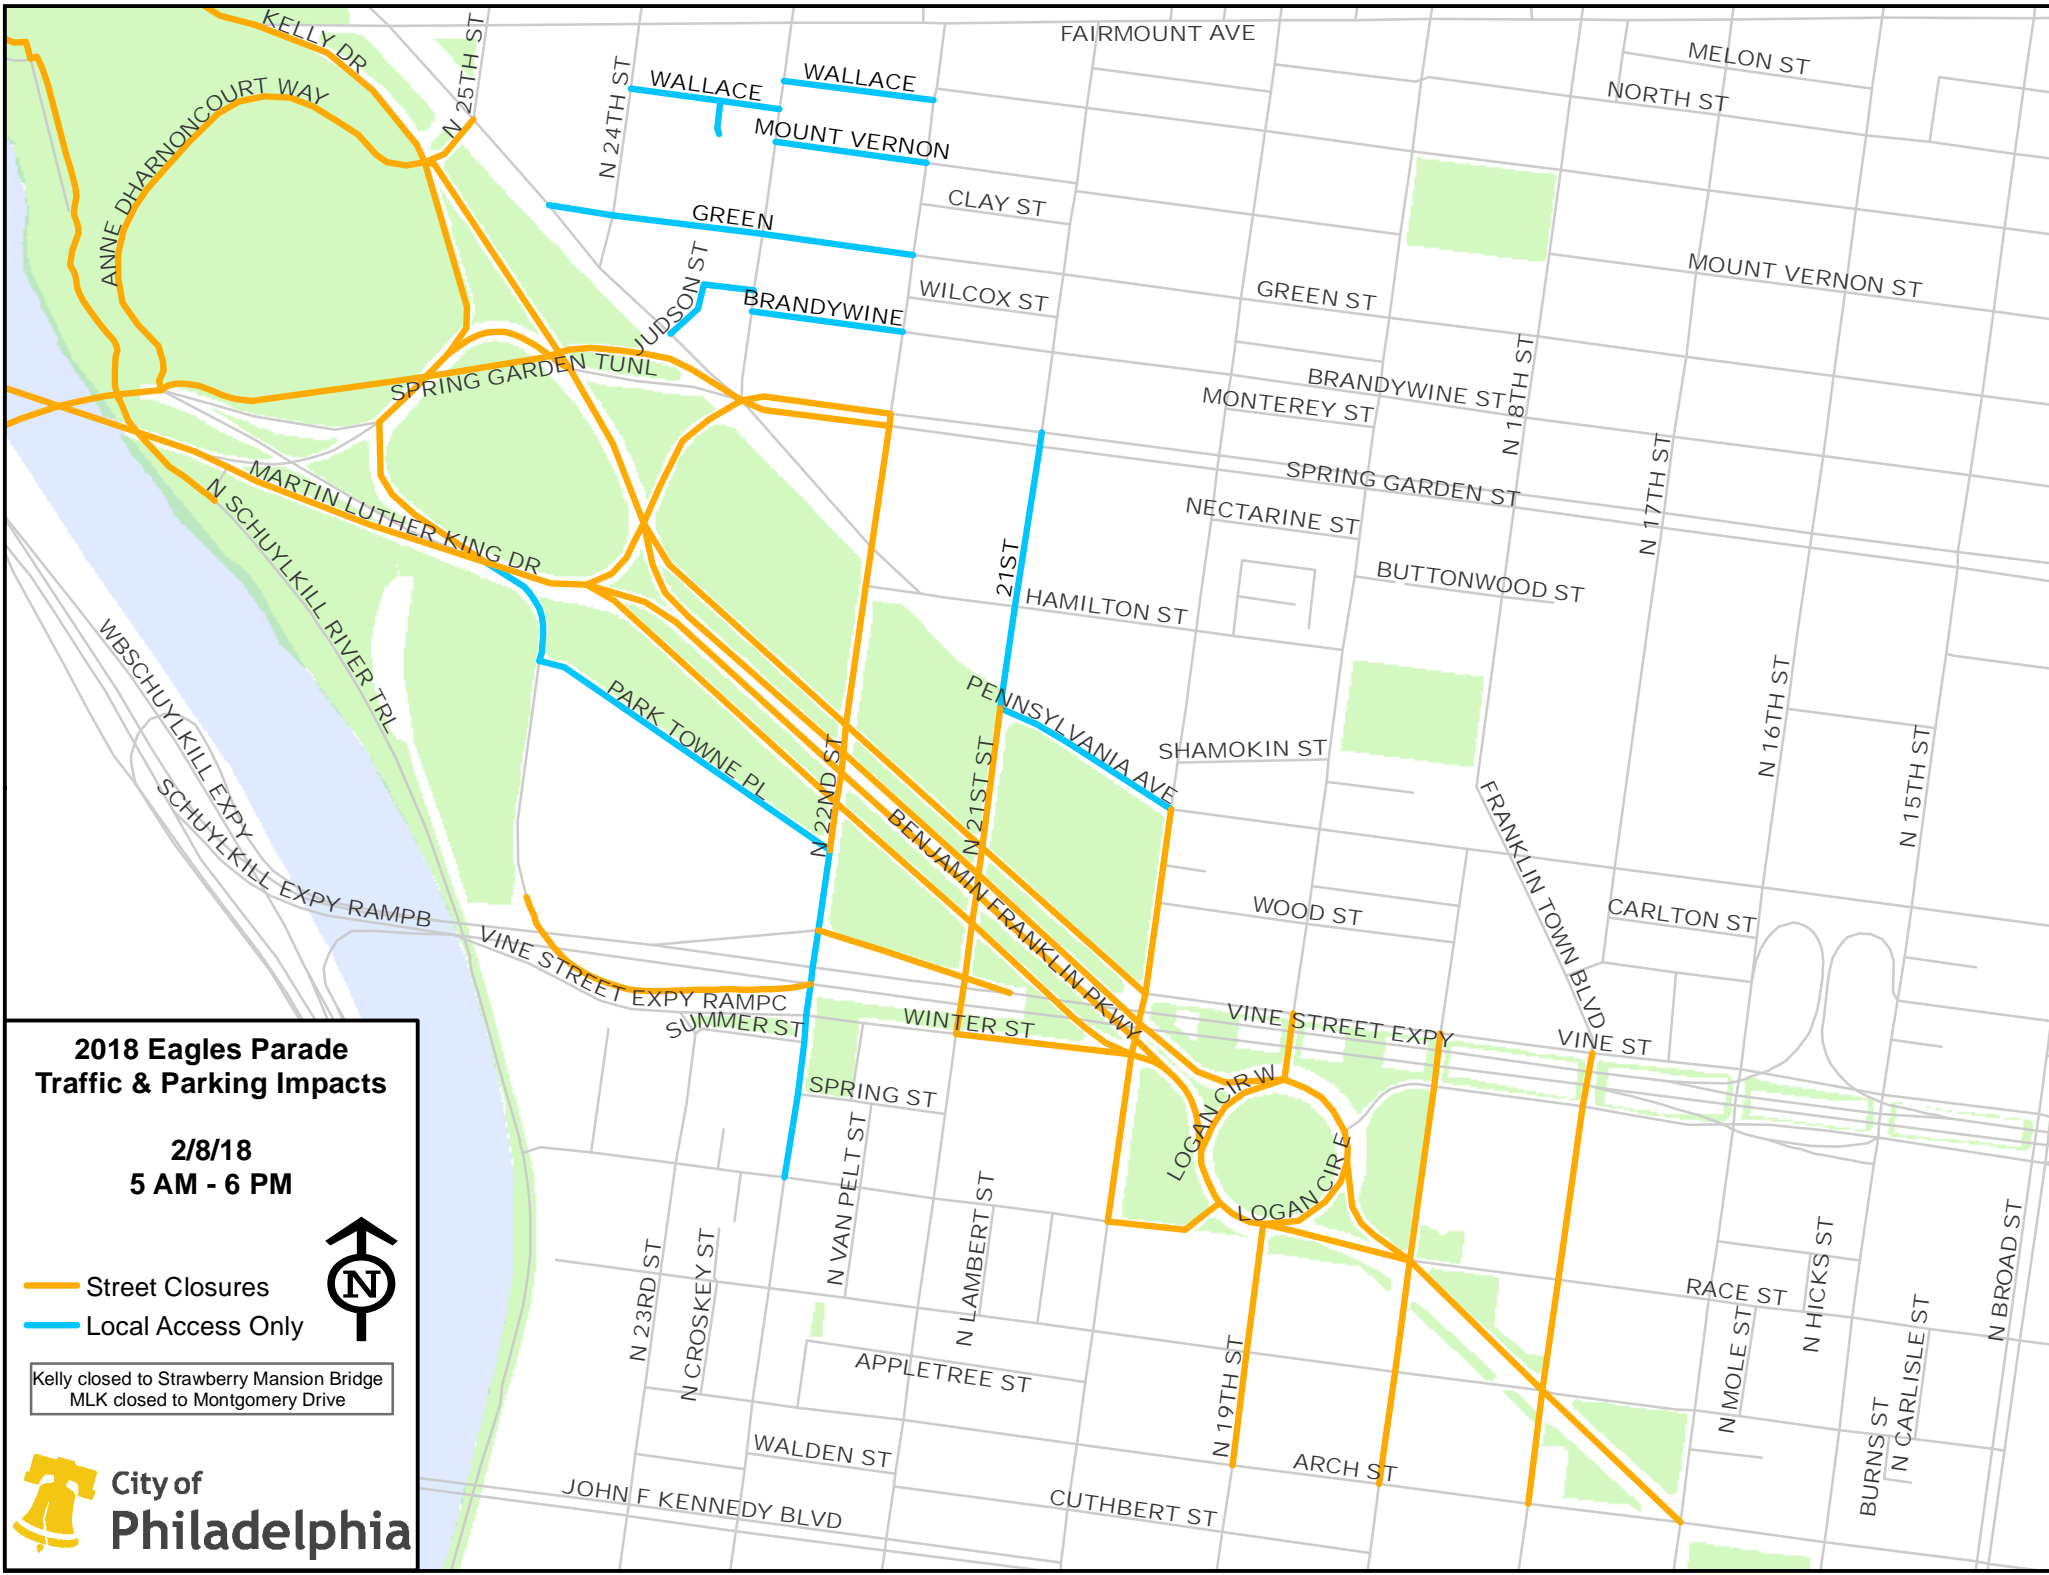 KELLY DR
N 25TH ST
FAIRMOUNT AVE
MELON ST
NORTH ST
WALLACE
WALLACE
N 24TH ST
MOUNT VERNON
ANNE DHARNONCOURT WAY
CLAY ST
GREEN
MOUNT VERNON ST
JUDSON ST
WILCOX ST
GREEN ST
BRANDYWINE
SPRING GARDEN TUNL
BRANDYWINE ST
N 18TH ST
MONTEREY ST
SPRING GARDEN ST
N 17TH ST
MARTIN LUTHER KING DR
NECTARINE ST
N SCHUYLKILL RIVER TRL
21ST
BUTTONWOOD ST
HAMILTON ST
WBSCHUYLKILL EXPY
PENNSYLVANIA AVE
N 16TH ST
PARK TOWNE PL
N 22ND ST
N 21ST ST
SHAMOKIN ST
N 15TH ST
SCHUYLKILL EXPY RAMPB
BENJAMIN FRANKLIN PKWY
FRANKLIN TOWN BLVD
WOOD ST
CARLTON ST
VINE STREET EXPY RAMPC
SUMMER ST
WINTER ST
VINE STREET EXPY
VINE ST
SPRING ST
LOGAN CIR W
LOGAN CIR E
LOGAN CIR
N VAN PELT ST
N LAMBERT ST
N 23RD ST
N CROSKEY ST
RACE ST
N HICKS ST
N BROAD ST
N MOLE ST
N CARLISLE ST
BURNS ST
APPLETREE ST
N 19TH ST
WALDEN ST
ARCH ST
JOHN F KENNEDY BLVD
CUTHBERT ST
2018 Eagles Parade
Traffic & Parking Impacts
2/8/18
5 AM - 6 PM
N
Street Closures
Local Access Only
Kelly closed to Strawberry Mansion Bridge
MLK closed to Montgomery Drive
City of
Philadelphia